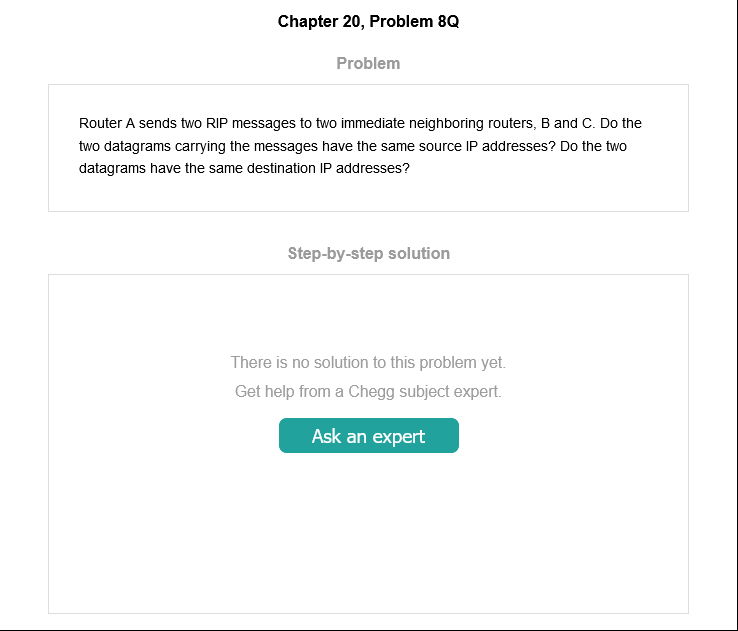 Chapter 20, Problem 8Q
Problem
Router A sends two RIP messages to two immediate neighboring routers, B and C. Do the
two datagrams carrying the messages have the same source IP addresses? Do the two
datagrams have the same destination IP addresses?
Step-by-step solution
There is no solution to this problem yet.
Get help from a Chegg subject expert.
Ask an expert